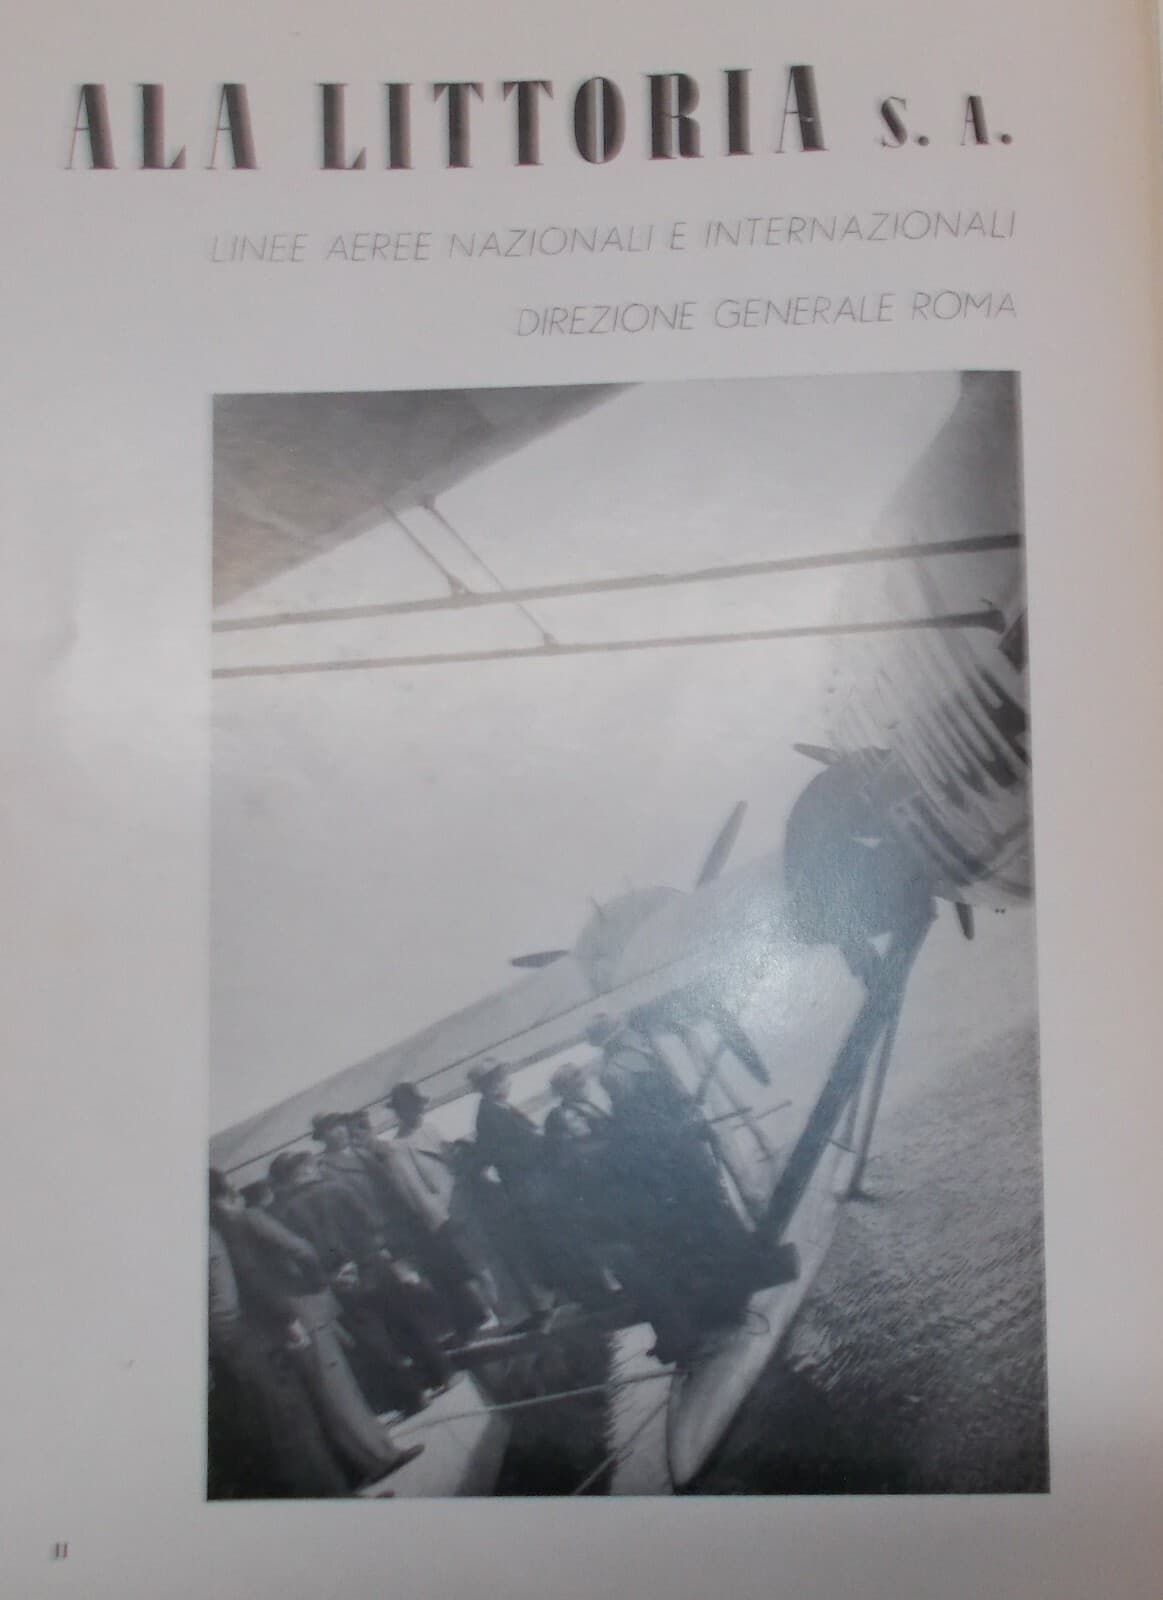 ALA LITTORIA S. A.
LINEE AEREE NAZIONALI E INTERNAZIONALI
DIREZIONE GENERALE ROMA